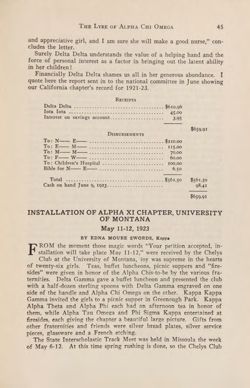 THE LYRE OF ALPHA CHI OMEGA 45
and appreciative girl, and I am sure she will make a good nurse," con-
cludes the letter.
Surely Delta Delta understands the value of a helping hand and the
force of personal interest as a factor in bringing out the latent ability
in her children!
Financially Delta Delta shames us all in her generous abundance. I
quote here the report sent in to the national committee in June showing
our California chapter's record for 1921-23.
RECEIPTS
Delta Delta $610.96
Iota Iota 45.00
Interest on savings account 3.95
$659.91
DISBURSEMENTS
To: N—— E—— $210.00
To: E—— M—— 115.00
To: M—— M—— 70.00
To: F—— W—— 60.00
To: Children's Hospital 100.00
Bible for N—— E—— 6.50
Total $561.50 $561.50
Cash on hand June 9, 1923. 98.41
$659.91
INSTALLATION OF ALPHA XI CHAPTER, UNIVERSITY
OF MONTANA
May 11-12, 1923
BY EDNA MOURE SWORDS, Kappa
FROM the moment those magic words "Your petition accepted, in-
stallation will take place May 11-12," were received by the Chelys
Club at the University of Montana, joy was supreme in the hearts
of twenty-six girls. Teas, buffet luncheons, picnic suppers and "fire-
sides" were given in honor of the Alpha Chis-to-be by the various fra-
ternities. Delta Gamma gave a buffet luncheon and presented the club
with a half-dozen sterling spoons with Delta Gamma engraved on one
side of the handle and Alpha Chi Omega on the other. Kappa Kappa
Gamma invited the girls to a picnic supper in Greenough Park. Kappa
Alpha Theta and Alpha Phi each had an afternoon tea in honor of
them, while Alpha Tau Omega and Phi Sigma Kappa entertained at
firesides, each giving the chapter a beautiful large picture. Gifts from
other fraternities and friends were silver bread plates, silver service
pieces, glassware and a French etching.
The State Interscholastic Track Meet was held in Missoula the week
of May 6-12. At this time spring rushing is done, so the Chelys Club